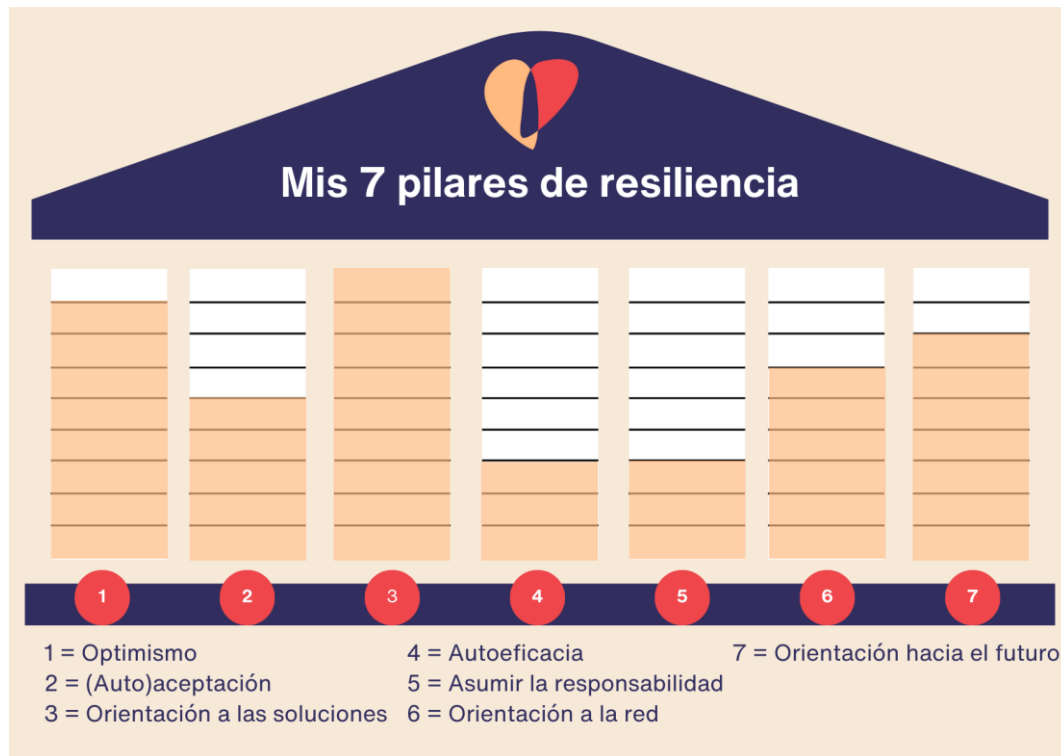 Mis 7 pilares de resiliencia
1 2 3 4 5 6 7
1 = Optimismo
2 = (Auto)aceptación
3 = Orientación a las soluciones
4 = Autoeficacia
5 = Asumir la responsabilidad
6 = Orientación a la red
7 = Orientación hacia el futuro